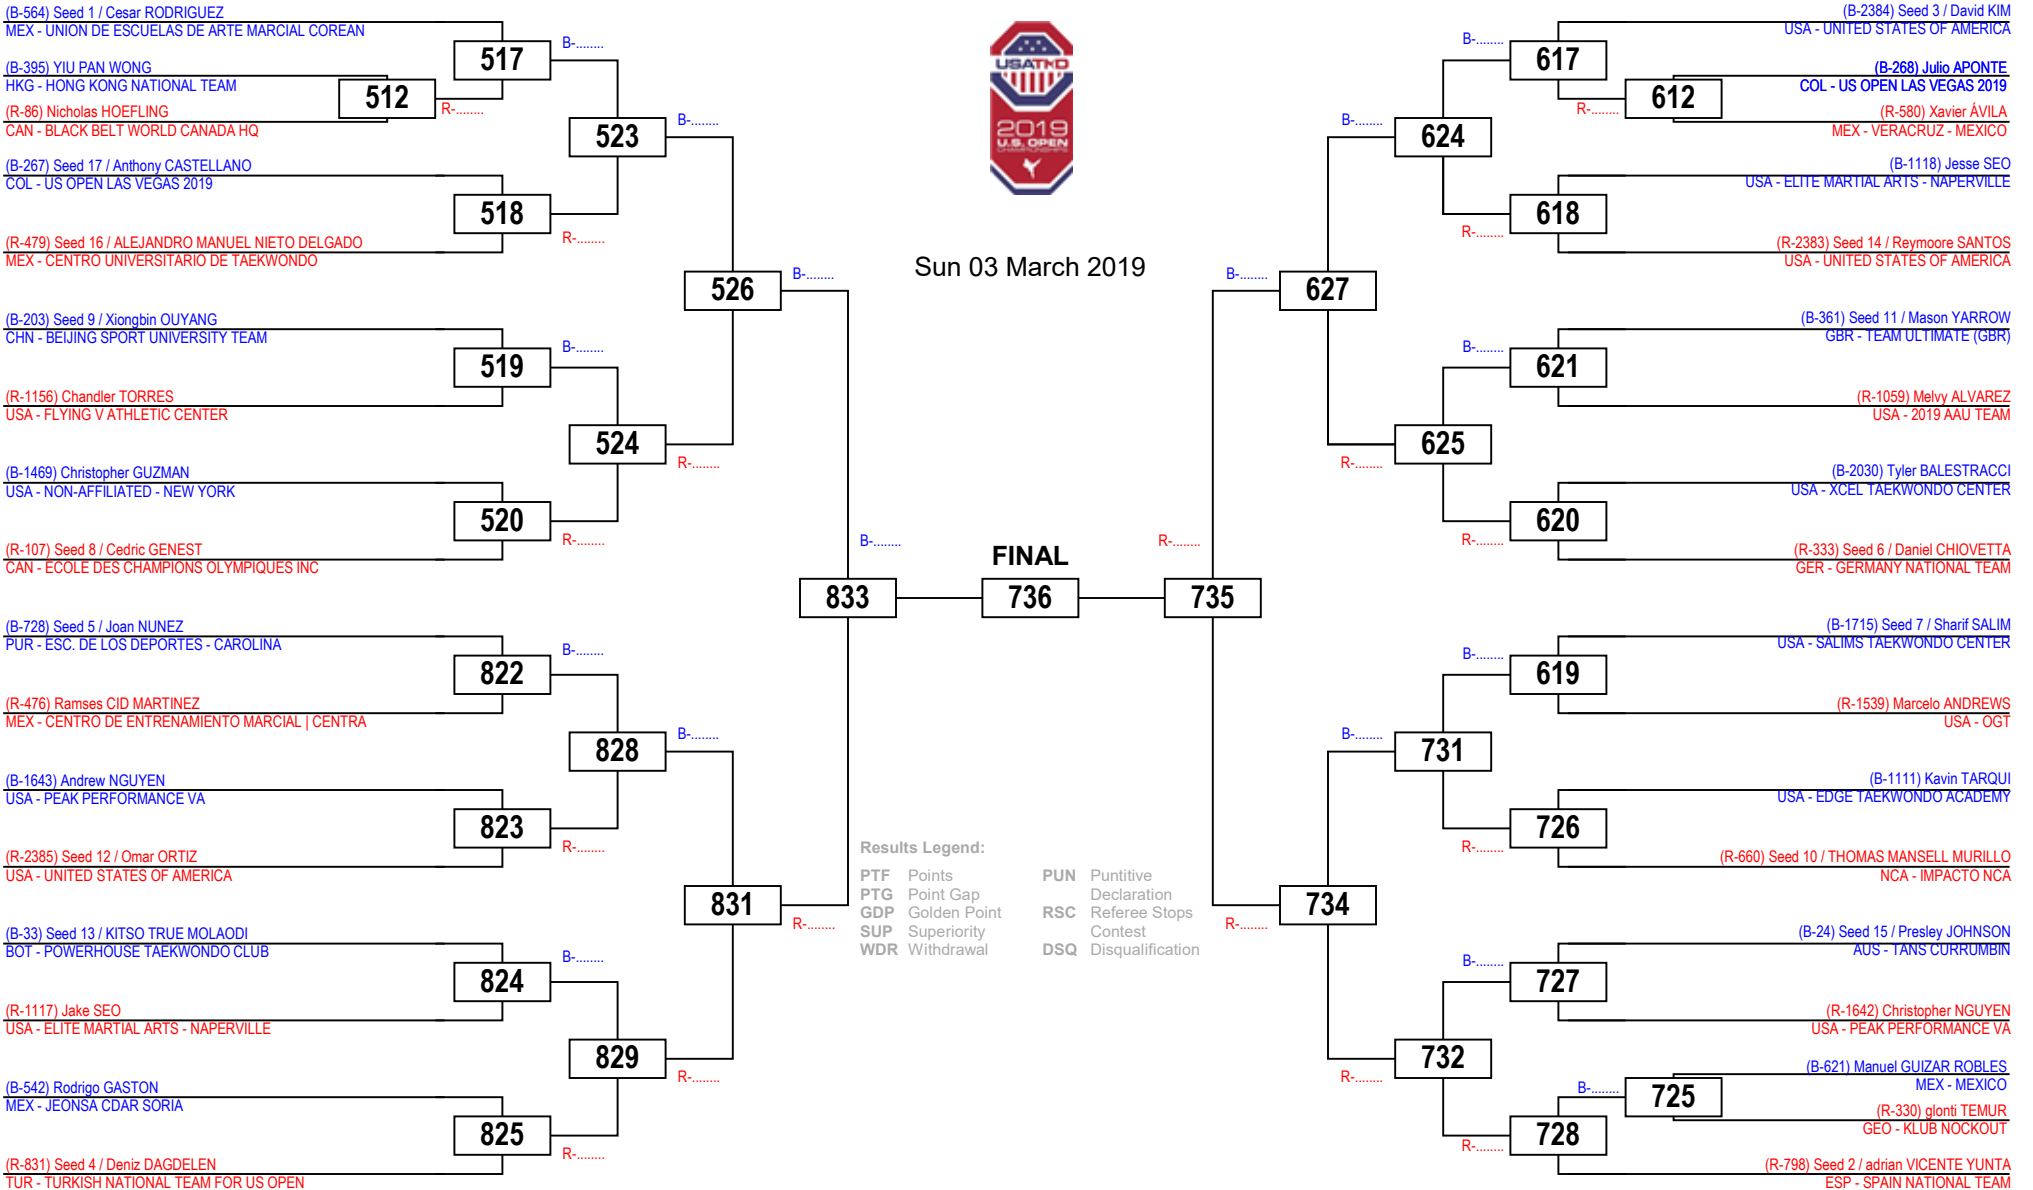 (B-564) Seed 1 / Cesar RODRIGUEZ
MEX - UNION DE ESCUELAS DE ARTE MARCIAL COREAN
517
B-........
(B-395) YIU PAN WONG
HKG - HONG KONG NATIONAL TEAM
512
(R-86) Nicholas HOEFLING
CAN - BLACK BELT WORLD CANADA HQ
R-........
523
B-........
(B-267) Seed 17 / Anthony CASTELLANO
COL - US OPEN LAS VEGAS 2019
518
R-........
(R-479) Seed 16 / ALEJANDRO MANUEL NIETO DELGADO
MEX - CENTRO UNIVERSITARIO DE TAEKWONDO
526
B-........
(B-203) Seed 9 / Xiongbin OUYANG
CHN - BEIJING SPORT UNIVERSITY TEAM
519
B-........
(R-1156) Chandler TORRES
USA - FLYING V ATHLETIC CENTER
524
R-........
(B-1469) Christopher GUZMAN
USA - NON-AFFILIATED - NEW YORK
520
R-........
(R-107) Seed 8 / Cedric GENEST
CAN - ÉCOLE DES CHAMPIONS OLYMPIQUES INC
B-........
833
(B-728) Seed 5 / Joan NUNEZ
PUR - ESC. DE LOS DEPORTES - CAROLINA
822
B-........
(R-476) Ramses CID MARTINEZ
MEX - CENTRO DE ENTRENAMIENTO MARCIAL | CENTRA
828
B-........
(B-1643) Andrew NGUYEN
USA - PEAK PERFORMANCE VA
823
R-........
(R-2385) Seed 12 / Omar ORTIZ
USA - UNITED STATES OF AMERICA
831
R-........
(B-33) Seed 13 / KITSO TRUE MOLAODI
BOT - POWERHOUSE TAEKWONDO CLUB
824
B-........
(R-1117) Jake SEO
USA - ELITE MARTIAL ARTS - NAPERVILLE
829
R-........
(B-542) Rodrigo GASTON
MEX - JEONSA CDAR SORIA
825
R-........
(R-831) Seed 4 / Deniz DAGDELEN
TUR - TURKISH NATIONAL TEAM FOR US OPEN
USATKD
2019
U.S. OPEN
CHAMPIONSHIPS
Sun 03 March 2019
FINAL
736
Results Legend:
PTF Points
PTG Point Gap
GDP Golden Point
SUP Superiority
WDR Withdrawal
PUN Puntitive
Declaration
RSC Referee Stops
Contest
DSQ Disqualification
(B-2384) Seed 3 / David KIM
USA - UNITED STATES OF AMERICA
B-........
617
(B-268) Julio APONTE
COL - US OPEN LAS VEGAS 2019
R-........
612
(R-580) Xavier ÁVILA
MEX - VERACRUZ - MEXICO
B-........
624
(B-1118) Jesse SEO
USA - ELITE MARTIAL ARTS - NAPERVILLE
618
R-........
(R-2383) Seed 14 / Reymoore SANTOS
USA - UNITED STATES OF AMERICA
B-........
627
(B-361) Seed 11 / Mason YARROW
GBR - TEAM ULTIMATE (GBR)
B-........
621
(R-1059) Melvy ALVAREZ
USA - 2019 AAU TEAM
625
R-........
(B-2030) Tyler BALESTRACCI
USA - XCEL TAEKWONDO CENTER
620
R-........
(R-333) Seed 6 / Daniel CHIOVETTA
GER - GERMANY NATIONAL TEAM
R-........
735
(B-1715) Seed 7 / Sharif SALIM
USA - SALIMS TAEKWONDO CENTER
B-........
619
(R-1539) Marcelo ANDREWS
USA - OGT
B-........
731
(B-1111) Kavin TARQUI
USA - EDGE TAEKWONDO ACADEMY
726
R-........
(R-660) Seed 10 / THOMAS MANSELL MURILLO
NCA - IMPACTO NCA
734
R-........
(B-24) Seed 15 / Presley JOHNSON
AUS - TANS CURRUMBIN
B-........
727
(R-1642) Christopher NGUYEN
USA - PEAK PERFORMANCE VA
732
R-........
(B-621) Manuel GUIZAR ROBLES
MEX - MEXICO
B-........
725
(R-330) glonti TEMUR
GEO - KLUB NOCKOUT
728
R-........
(R-798) Seed 2 / adrian VICENTE YUNTA
ESP - SPAIN NATIONAL TEAM